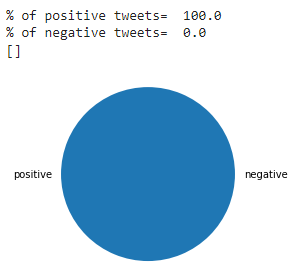 % of positive tweets=  100.0
% of negative tweets=  0.0
[]
positive
negative